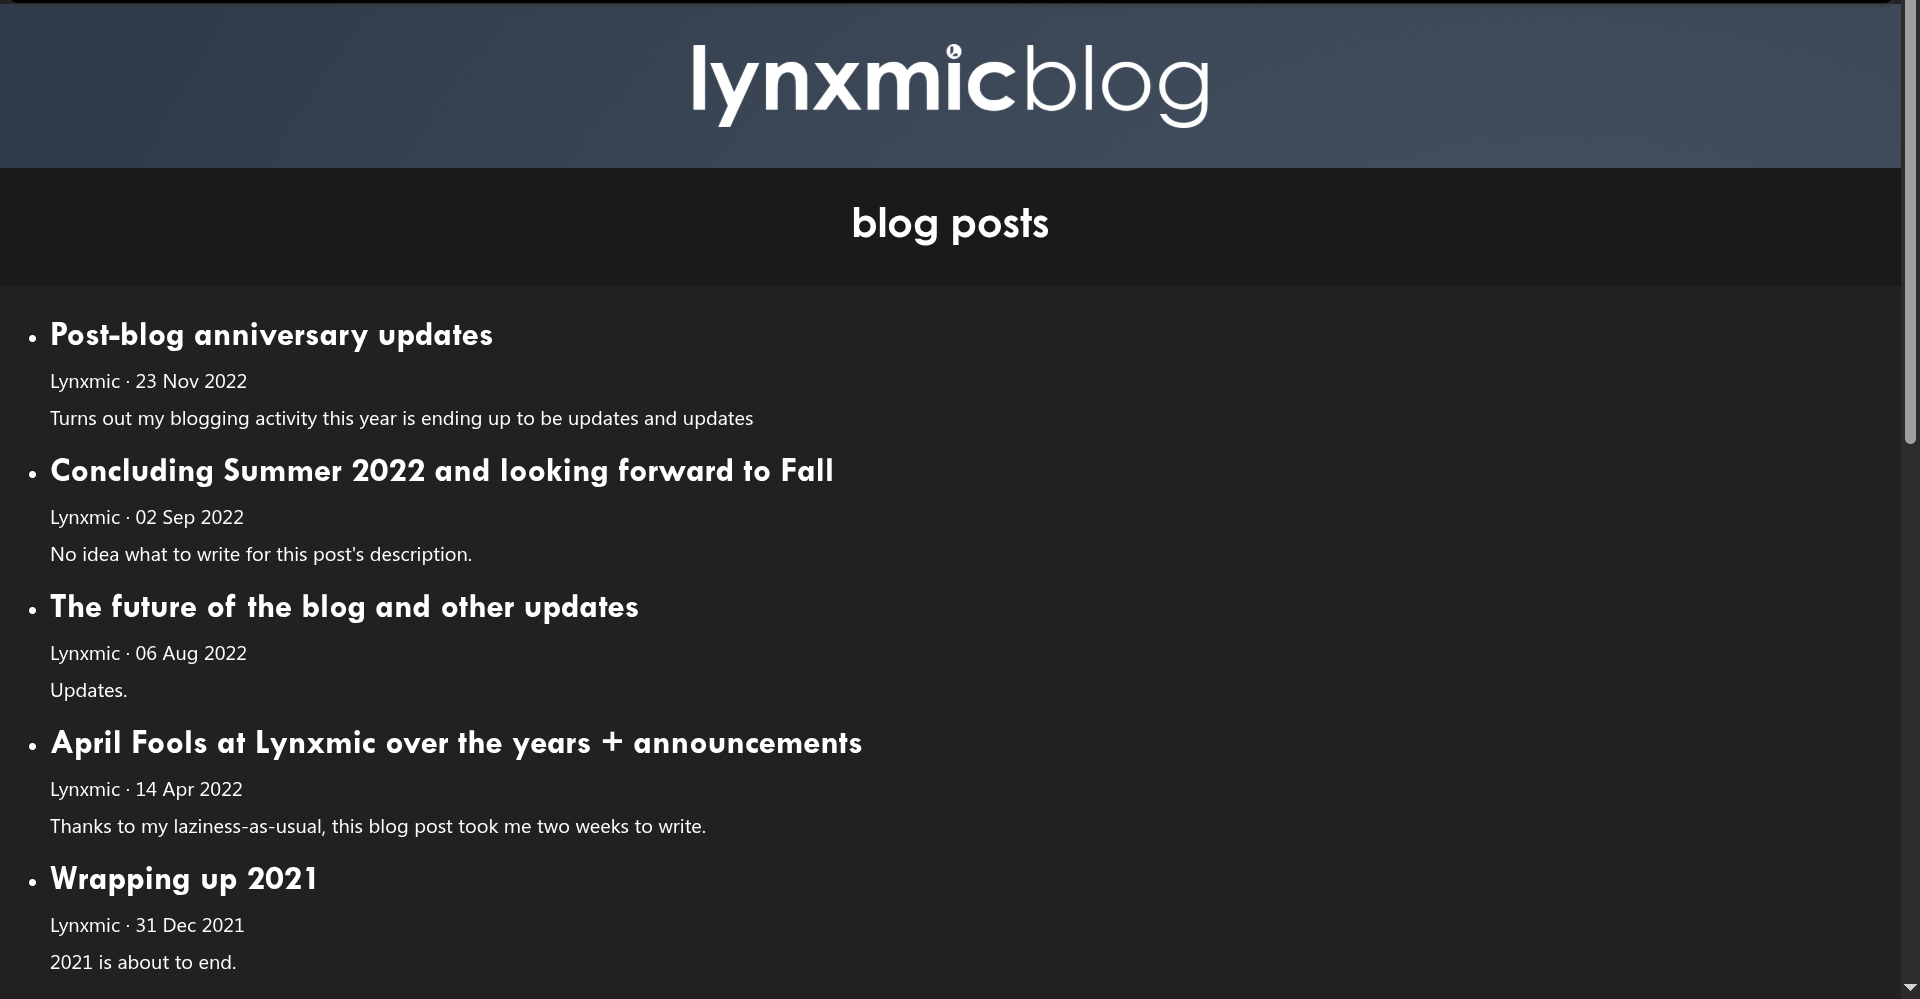 lynxmicblog
blog posts
• Post-blog anniversary updates
Lynxmic · 23 Nov 2022
Turns out my blogging activity this year is ending up to be updates and updates
• Concluding Summer 2022 and looking forward to Fall
Lynxmic · 02 Sep 2022
No idea what to write for this post's description.
• The future of the blog and other updates
Lynxmic · 06 Aug 2022
Updates.
• April Fools at Lynxmic over the years + announcements
Lynxmic · 14 Apr 2022
Thanks to my laziness-as-usual, this blog post took me two weeks to write.
• Wrapping up 2021
Lynxmic · 31 Dec 2021
2021 is about to end.